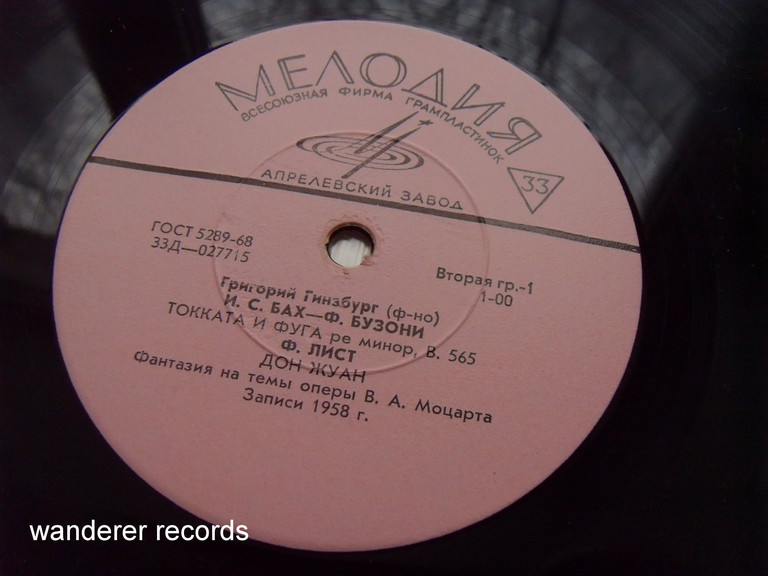 МЕЛОДИЯ
ВСЕСОЮЗНАЯ ФИРМА ГРАМПЛАСТИНОК
АПРЕЛЕВСКИЙ ЗАВОД
33
ГОСТ 5289-68
33Д—027715
Вторая гр.-1
1-00
Григорий Гинзбург (ф-но)
И. С. БАХ—Ф. БУЗОНИ
ТОККАТА И ФУГА ре минор, В. 565
Ф. ЛИСТ
ДОН ЖУАН
Фантазия на темы оперы В. А. Моцарта
Записи 1958 г.
wanderer records